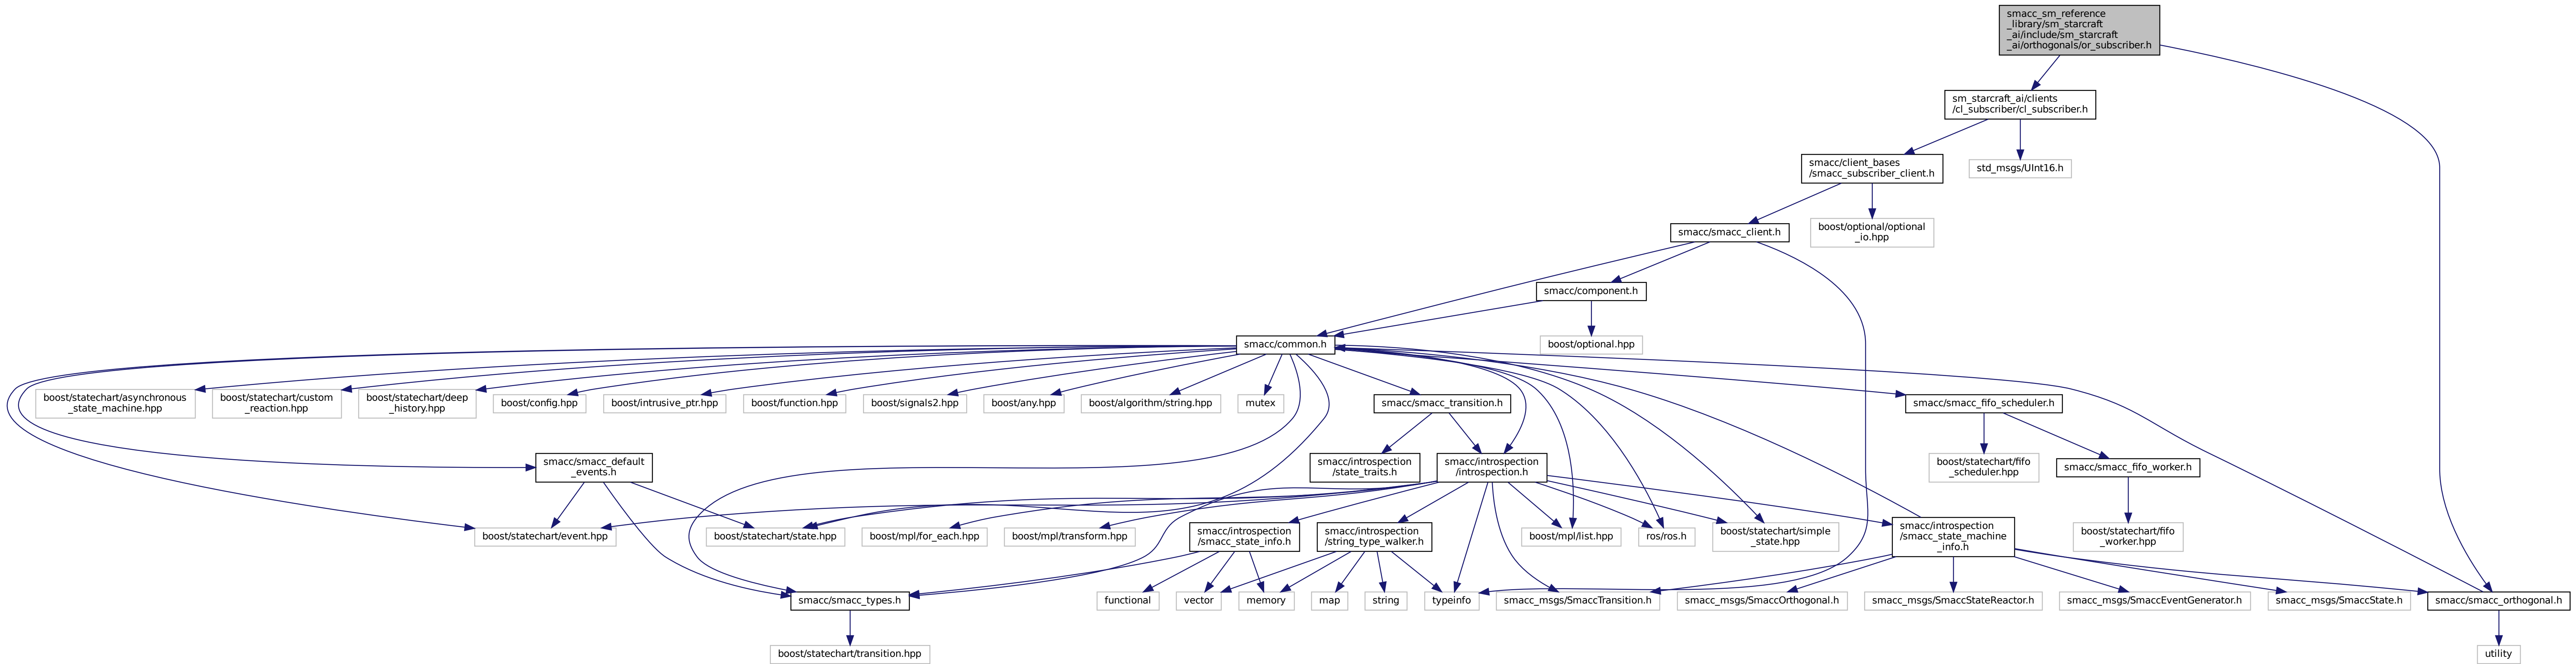 smacc_sm_reference
_library/sm_starcraft
_ai/include/sm_starcraft
_ai/orthogonals/or_subscriber.h
sm_starcraft_ai/clients
/cl_subscriber/cl_subscriber.h
smacc/client_bases
/smacc_subscriber_client.h
std_msgs/UInt16.h
smacc/smacc_client.h
boost/optional/optional
_io.hpp
smacc/component.h
smacc/common.h
boost/optional.hpp
boost/statechart/asynchronous
_state_machine.hpp
boost/statechart/custom
_reaction.hpp
boost/statechart/deep
_history.hpp
boost/config.hpp
boost/intrusive_ptr.hpp
boost/function.hpp
boost/signals2.hpp
boost/any.hpp
boost/algorithm/string.hpp
mutex
smacc/smacc_transition.h
smacc/smacc_fifo_scheduler.h
smacc/smacc_default
_events.h
smacc/introspection
/state_traits.h
smacc/introspection
/introspection.h
boost/statechart/fifo
_scheduler.hpp
smacc/smacc_fifo_worker.h
boost/statechart/event.hpp
boost/statechart/state.hpp
boost/mpl/for_each.hpp
boost/mpl/transform.hpp
smacc/introspection
/smacc_state_info.h
smacc/introspection
/string_type_walker.h
boost/mpl/list.hpp
ros/ros.h
boost/statechart/simple
_state.hpp
smacc/introspection
/smacc_state_machine
_info.h
boost/statechart/fifo
_worker.hpp
smacc/smacc_types.h
functional
vector
memory
map
string
typeinfo
smacc_msgs/SmaccTransition.h
smacc_msgs/SmaccOrthogonal.h
smacc_msgs/SmaccStateReactor.h
smacc_msgs/SmaccEventGenerator.h
smacc_msgs/SmaccState.h
smacc/smacc_orthogonal.h
boost/statechart/transition.hpp
utility